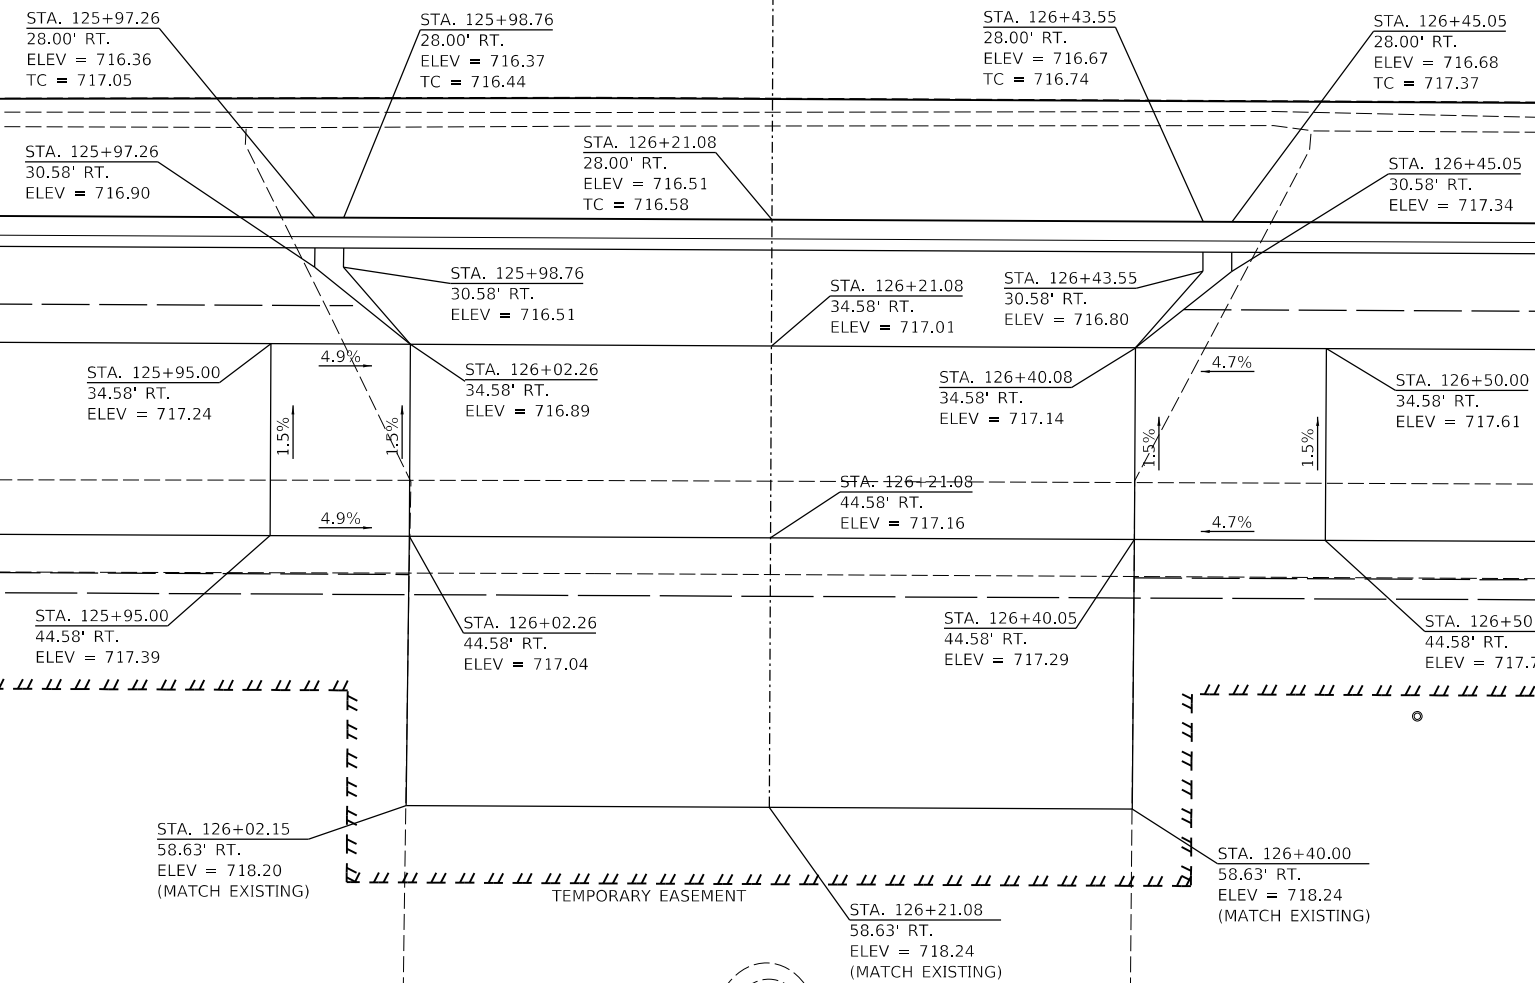 STA. 125+97.26
28.00' RT.
ELEV = 716.36
TC = 717.05
STA. 125+98.76
28.00' RT.
ELEV = 716.37
TC = 716.44
STA. 126+43.55
28.00' RT.
ELEV = 716.67
TC = 716.74
STA. 126+45.05
28.00' RT.
ELEV = 716.68
TC = 717.37
STA. 125+97.26
30.58' RT.
ELEV = 716.90
STA. 126+21.08
28.00' RT.
ELEV = 716.51
TC = 716.58
STA. 126+45.05
30.58' RT.
ELEV = 717.34
STA. 125+98.76
30.58' RT.
ELEV = 716.51
STA. 126+21.08
34.58' RT.
ELEV = 717.01
STA. 126+43.55
30.58' RT.
ELEV = 716.80
4.9%
4.7%
STA. 125+95.00
34.58' RT.
ELEV = 717.24
STA. 126+02.26
34.58' RT.
ELEV = 716.89
STA. 126+40.08
34.58' RT.
ELEV = 717.14
STA. 126+50.00
34.58' RT.
ELEV = 717.61
1.5%
1.5%
1.5%
1.5%
STA. 126+21.08
44.58' RT.
ELEV = 717.16
4.9%
4.7%
STA. 125+95.00
44.58' RT.
ELEV = 717.39
STA. 126+02.26
44.58' RT.
ELEV = 717.04
STA. 126+40.05
44.58' RT.
ELEV = 717.29
STA. 126+50
44.58' RT.
ELEV = 717.7
STA. 126+02.15
58.63' RT.
ELEV = 718.20
(MATCH EXISTING)
TEMPORARY EASEMENT
STA. 126+21.08
58.63' RT.
ELEV = 718.24
(MATCH EXISTING)
STA. 126+40.00
58.63' RT.
ELEV = 718.24
(MATCH EXISTING)